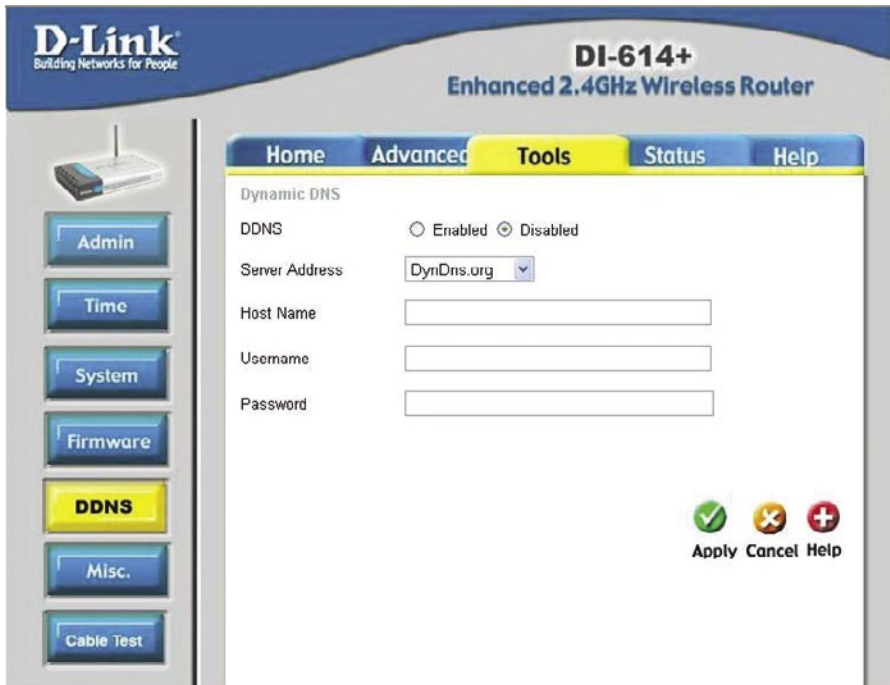 D-Link
Building Networks for People
DI-614+
Enhanced 2.4GHz Wireless Router
Home Advanced Tools Status Help
Dynamic DNS
DDNS Enabled Disabled
Server Address DynDns.org
Host Name
Username
Password
Apply Cancel Help
Admin
Time
System
Firmware
DDNS
Misc.
Cable Test